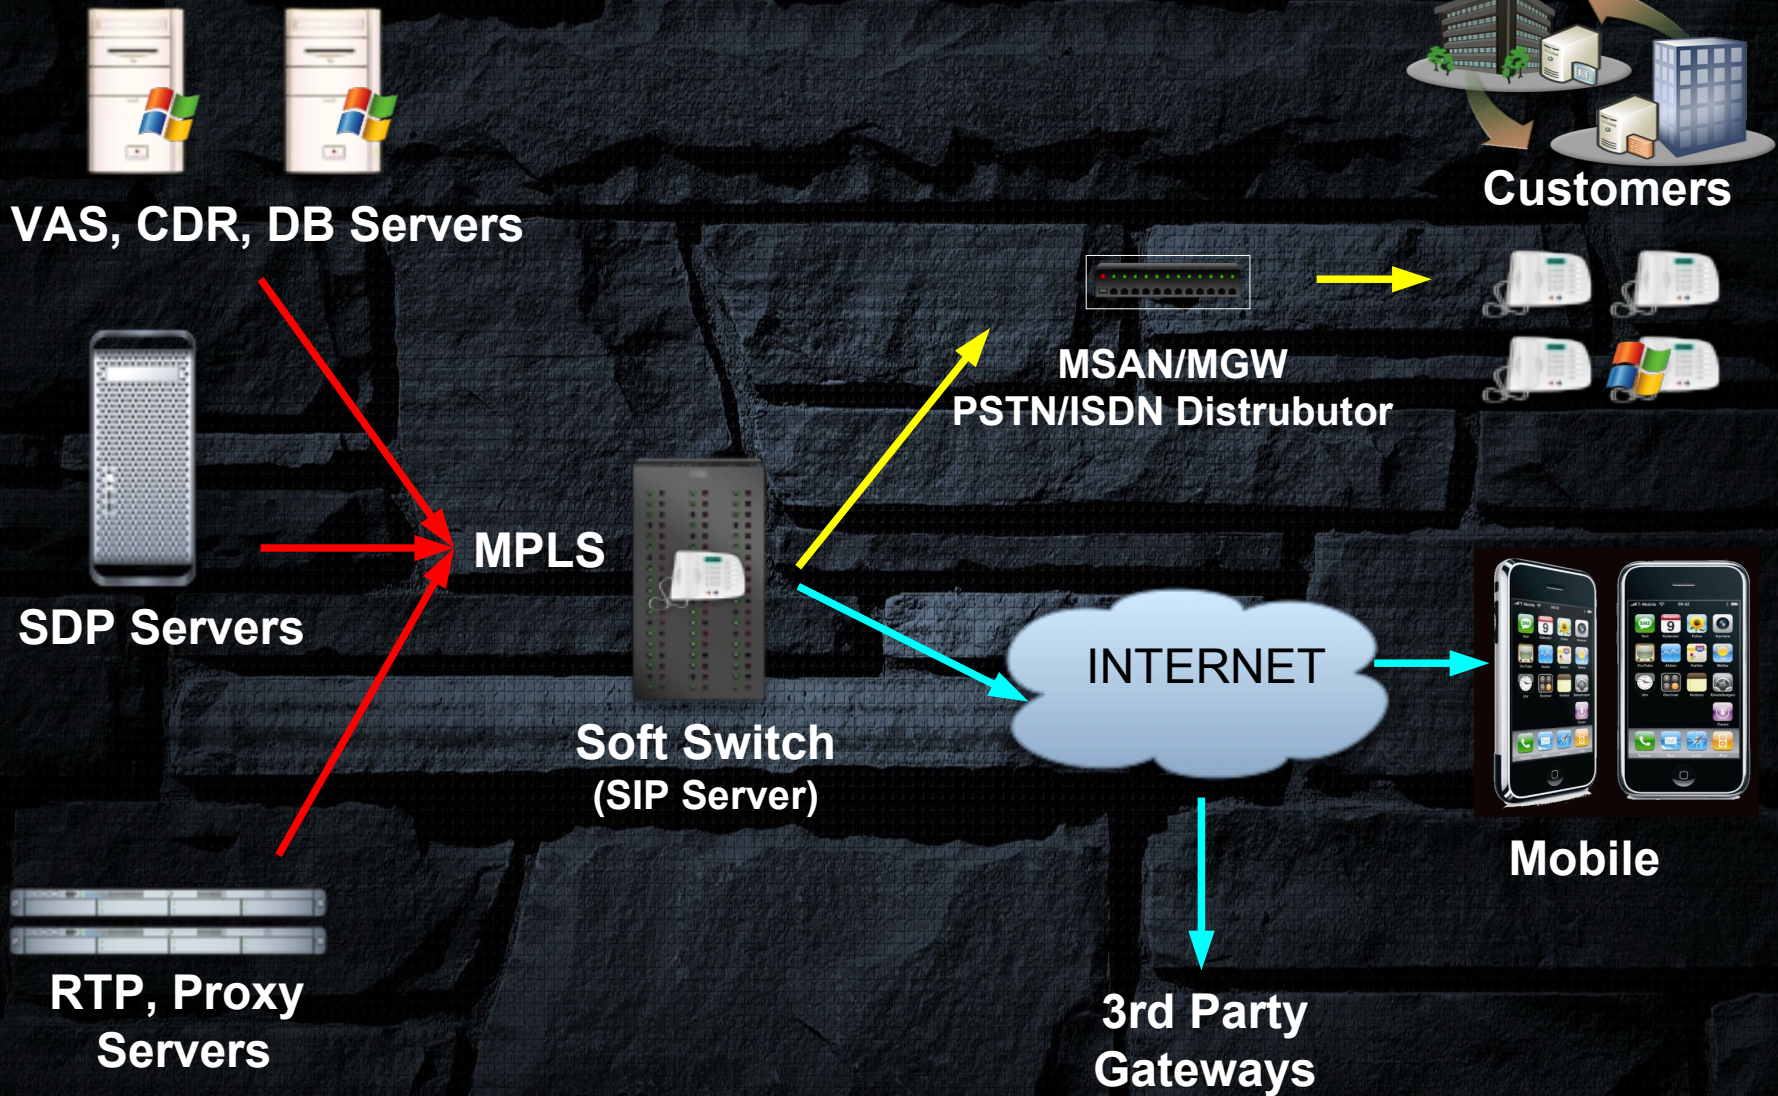 Customers
VAS, CDR, DB Servers
MSAN/MGW
PSTN/ISDN Distrubutor
MPLS
SDP Servers
INTERNET
Soft Switch
(SIP Server)
Mobile
RTP, Proxy
Servers
3rd Party
Gateways